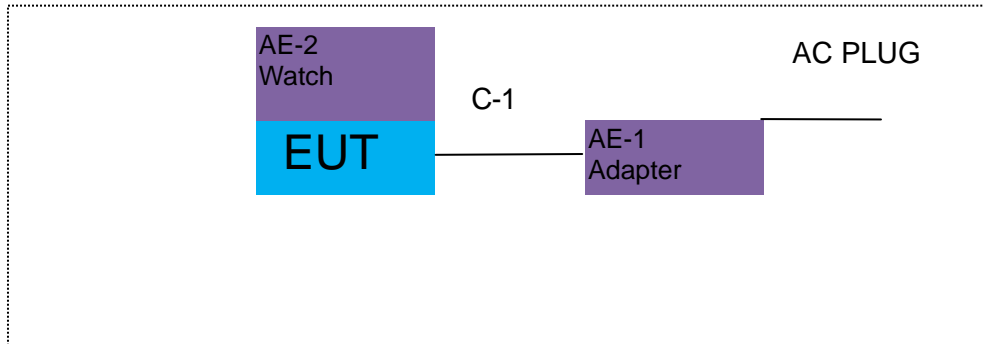 AE-2
Watch
EUT
C-1
AE-1
Adapter
AC PLUG